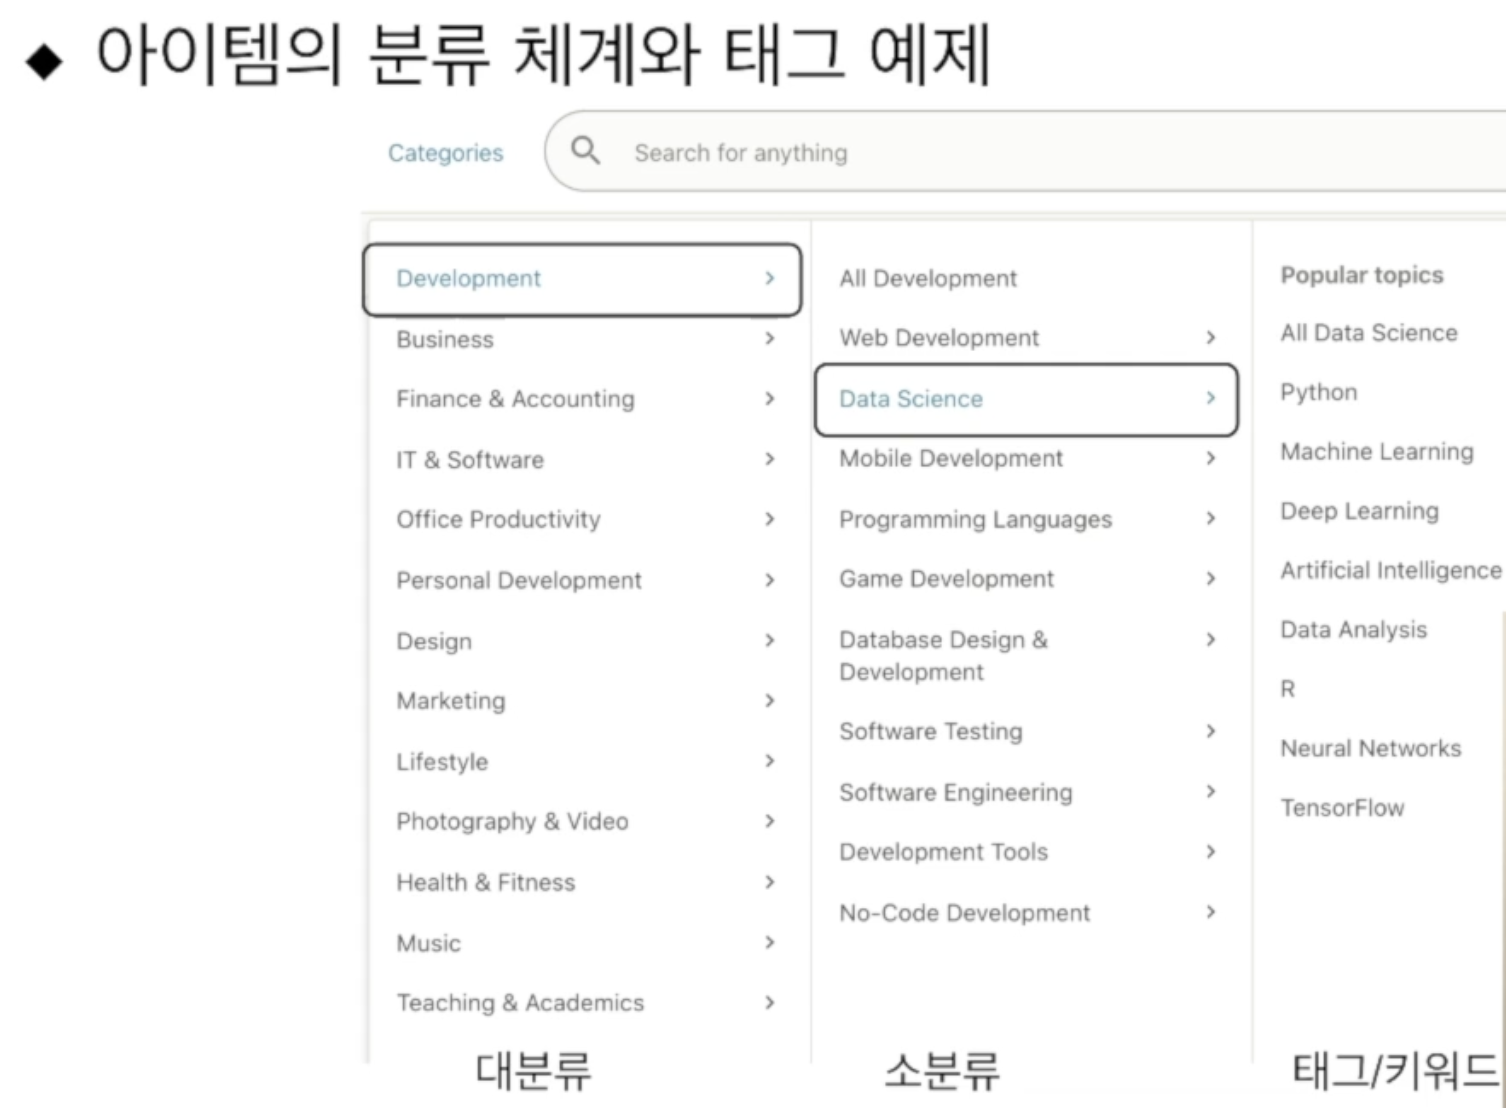 ◆ 아이템의 분류 체계와 태그 예제
Categories
Search for anything
Development
Business
Finance & Accounting
IT & Software
Office Productivity
Personal Development
Design
Marketing
Lifestyle
Photography & Video
Health & Fitness
Music
Teaching & Academics
대분류
All Development
Web Development
Data Science
Mobile Development
Programming Languages
Game Development
Database Design &
Development
Software Testing
Software Engineering
Development Tools
No-Code Development
소분류
Popular topics
All Data Science
Python
Machine Learning
Deep Learning
Artificial Intelligence
Data Analysis
R
Neural Networks
TensorFlow
태그/키워드